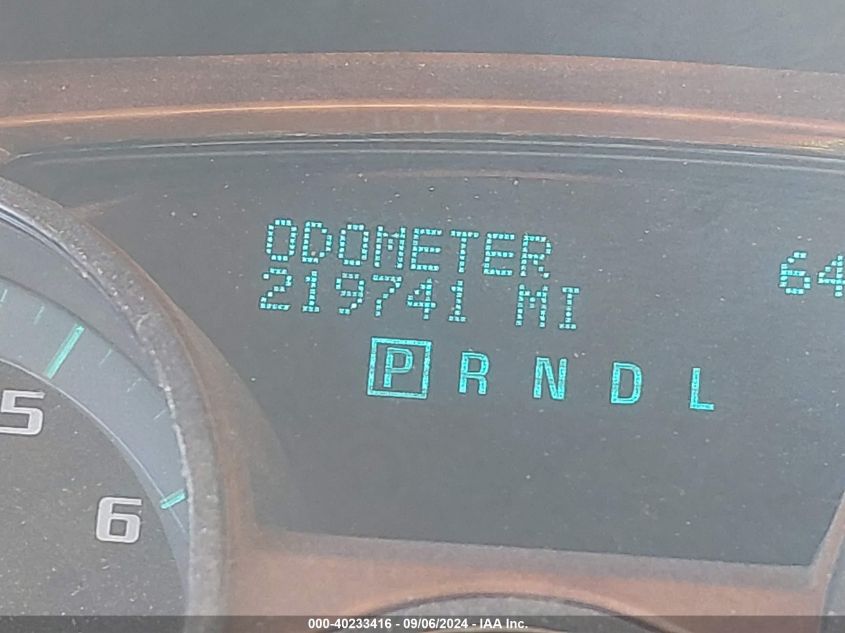 ODOMETER
219741 MI
64
P R N D L
5
6
000-40233416 - 09/06/2024 - IAA Inc.